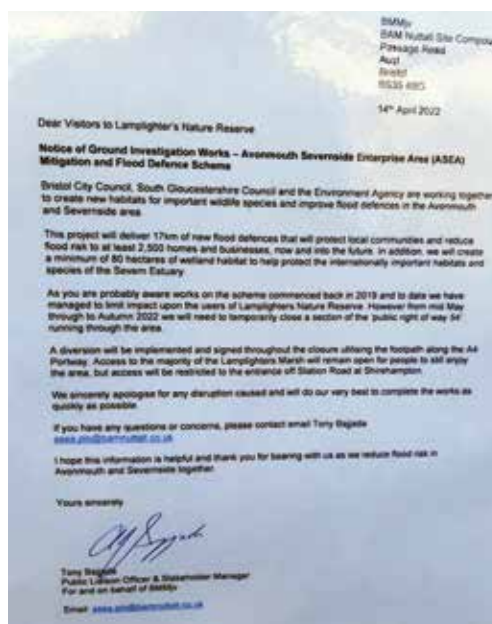 BMMjv
BAM Nuttall Site Compou
Passage Road
Aust
Bristol
BS35
14th April 2022
Dear Visitors to Lamplighter's Nature Reserve
Notice of Ground Investigation Works – Avonmouth Severnside Enterprise Area (ASEA)
Mitigation and Flood Defence Scheme
Bristol City Council, South Gloucestershire Council and the Environment Agency are working together
to create new habitats for important wildlife species and improve flood defences in the Avonmouth
and Severnside area.
This project will deliver 17km of new flood defences that will protect local communities and reduce
flood risk to at least 2,500 homes and businesses, now and into the future. In addition, we will create
a minimum of 80 hectares of wetland habitat to help protect the internationally important habitats and
species of the Severn Estuary.
As you are probably aware works on the scheme commenced back in 2019 and to date we have
managed to limit impact upon the users of Lamplighters Nature Reserve. However from mid May
through to Autumn 2022 we will need to temporarily close a section of the 'public right of way
running through the area.
A diversion will be implemented and signed throughout the closure utilising the footpath along the A4
Portway. Access to the majority of the Lamplighters Marsh will remain open for people to still enjoy
the area, but access will be restricted to the entrance off Station Road at Shirehampton.
We sincerely apologise for any disruption caused and will do our very best to complete the works as
quickly as possible.
If you have any questions or concerns, please contact email Tony Bagade
asea.plo@bamnuttall.co.uk
I hope this information is helpful and thank you for bearing with us as we reduce flood risk in
Avonmouth and Severnside together.
Yours sincerely
Tony
Public Liaison Officer & Stakeholder Manager
For and on behalf of BMMjv
Email: asea.plo@bamnuttall.co.uk